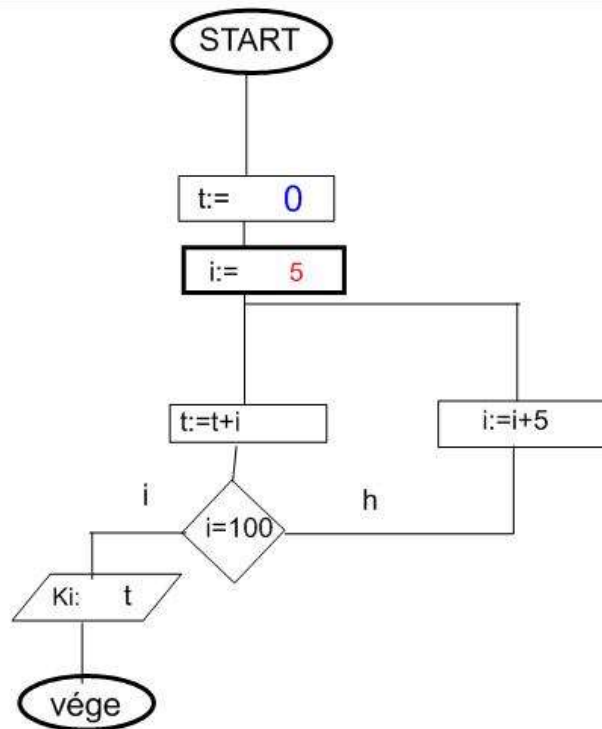 START
t:= 0
i:= 5
t:=t+i
i:=i+5
i
h
i=100
Ki: t
vége